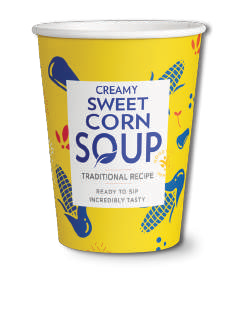 CREAMY
SWEET
CORN
SOUP
TRADITIONAL RECIPE
READY TO SIP
INCREDIBLY TASTY